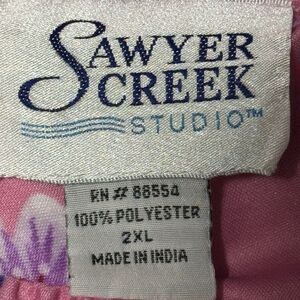 SAWYER
CREEK
STUDIO™
RN # 88554
100% POLYESTER
2XL
MADE IN INDIA